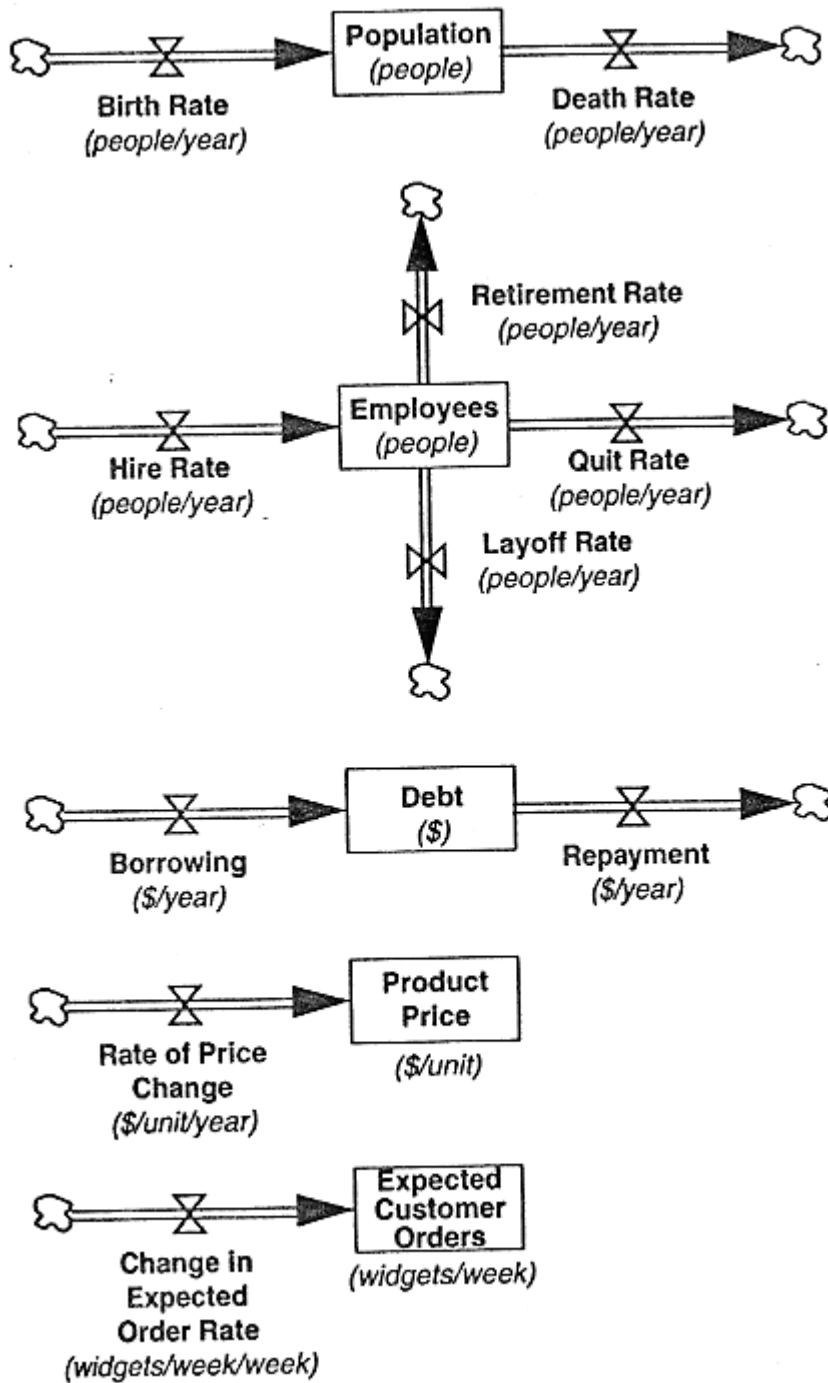 Population
(people)
Birth Rate
(people/year)
Death Rate
(people/year)
Retirement Rate
(people/year)
Employees
(people)
Hire Rate
(people/year)
Quit Rate
(people/year)
Layoff Rate
(people/year)
Debt
($)
Borrowing
($/year)
Repayment
($/year)
Product
Price
($/unit)
Rate of Price
Change
($/unit/year)
Expected
Customer
Orders
(widgets/week)
Change in
Expected
Order Rate
(widgets/week/week)